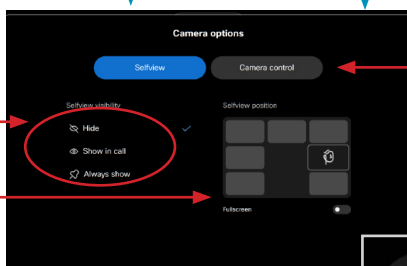 Camera options
Selfview
Camera control
Selfview visibility
Selfview position
Hide
Show in call
Always show
Fullscreen